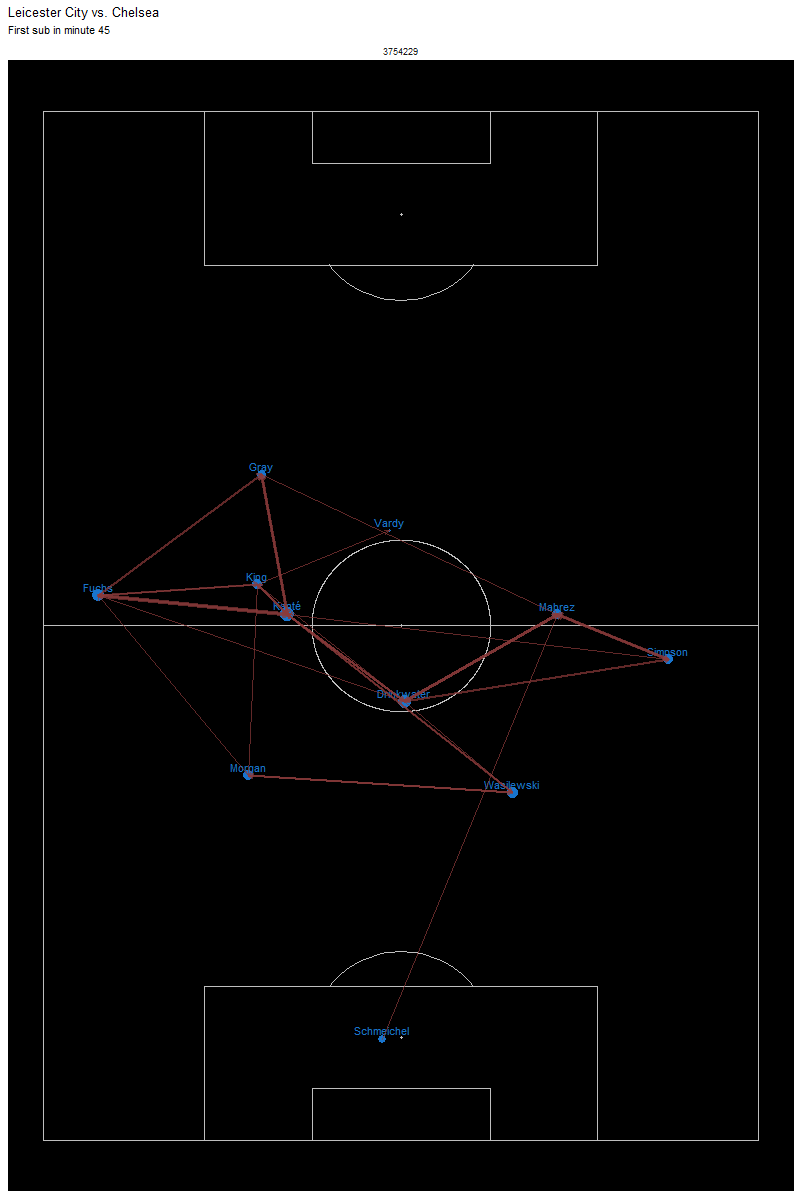 Leicester City vs. Chelsea
First sub in minute 45
3754229
Gray
Vardy
King
Fuchs
Kanté
Mahrez
Simpson
Drinkwater
Morgan
Wasilewski
Schmeichel